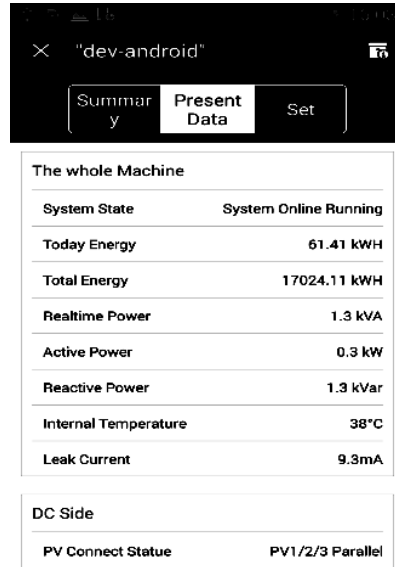 "dev-android"
Summar
y
Present
Data
Set
The whole Machine
System State System Online Running
Today Energy 61.41 kWH
Total Energy 17024.11 kWH
Realtime Power 1.3 kVA
Active Power 0.3 kW
Reactive Power 1.3 kVar
Internal Temperature 38°C
Leak Current 9.3mA
DC Side
PV Connect Statue PV1/2/3 Parallel